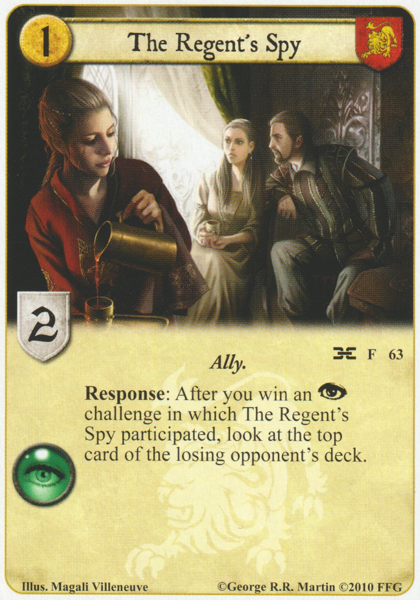 1
The Regent's Spy
2
F 63
Ally.
Response: After you win an
challenge in which The Regent's
Spy participated, look at the top
card of the losing opponent's deck.
Illus. Magali Villeneuve ©George R.R. Martin ©2010 FFG